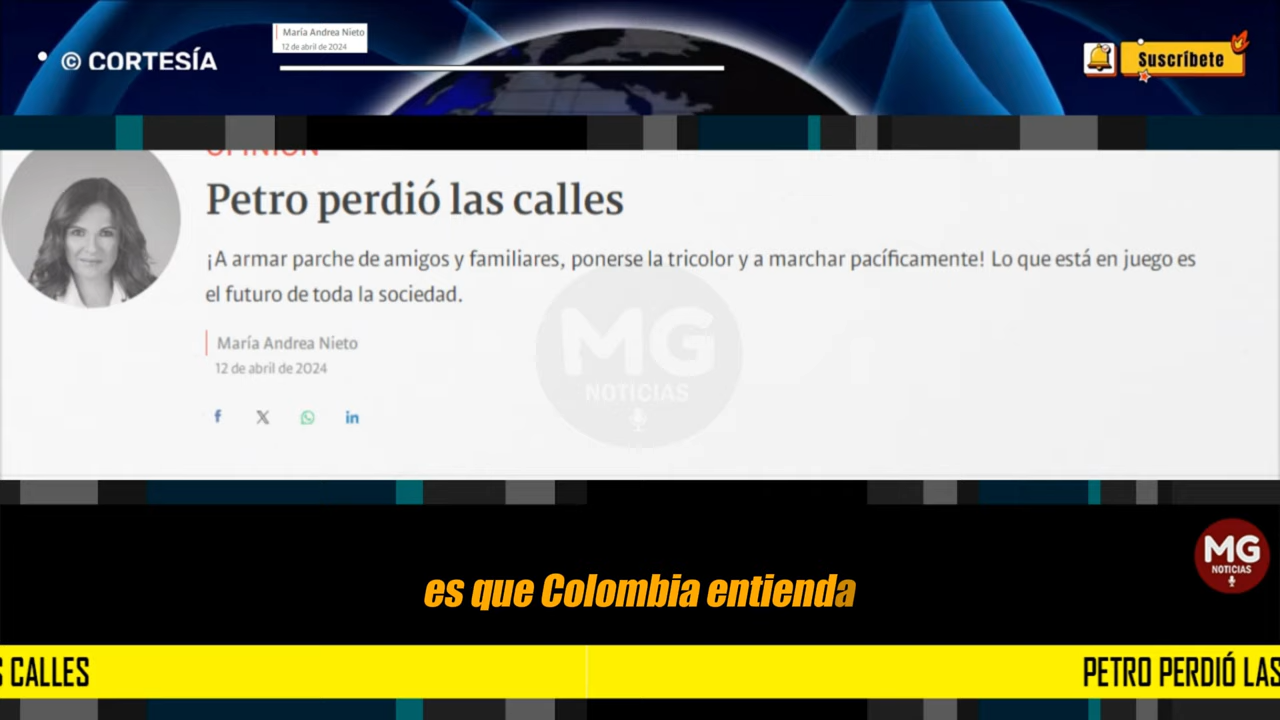 María Andrea Nieto
12 de abril de 2024
© CORTESÍA
Suscríbete
OPINIÓN
Petro perdió las calles
¡A armar parche de amigos y familiares, ponerse la tricolor y a marchar pacíficamente! Lo que está en juego es
el futuro de toda la sociedad.
María Andrea Nieto
12 de abril de 2024
MG
NOTICIAS
MG
NOTICIAS
es que Colombia entienda
S CALLES
PETRO PERDIÓ LAS